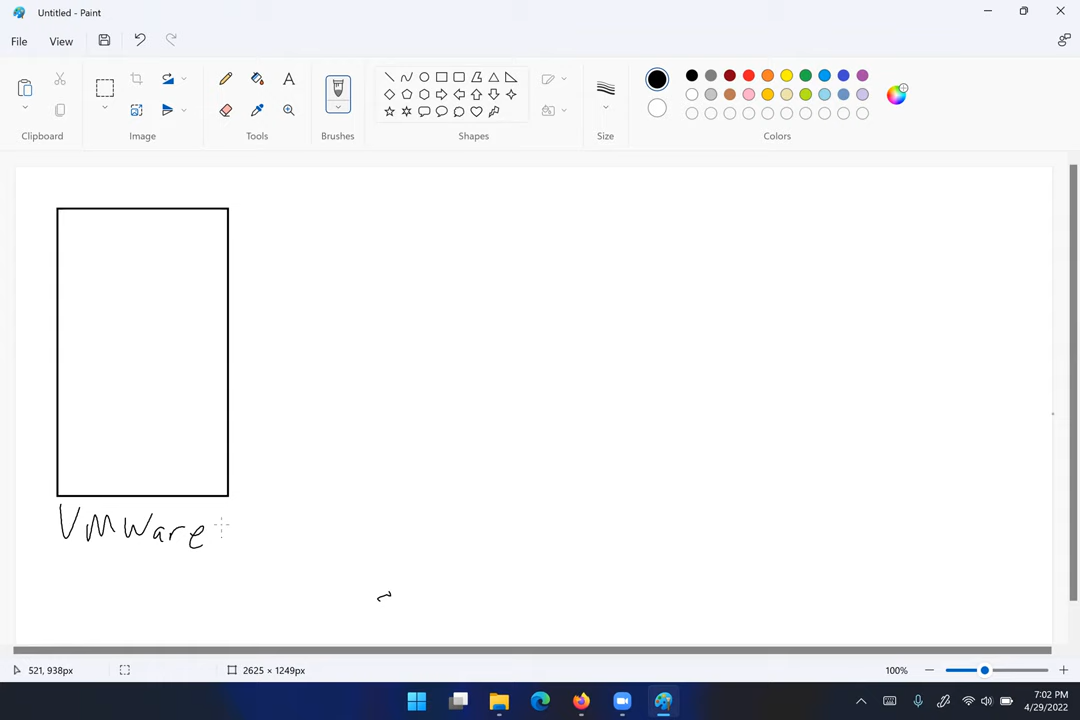 Untitled - Paint
File
View
Clipboard
Image
Tools
Brushes
Shapes
Size
Colors
VMWare
521, 938px
2625 × 1249px
100%
7:02 PM
4/29/2022